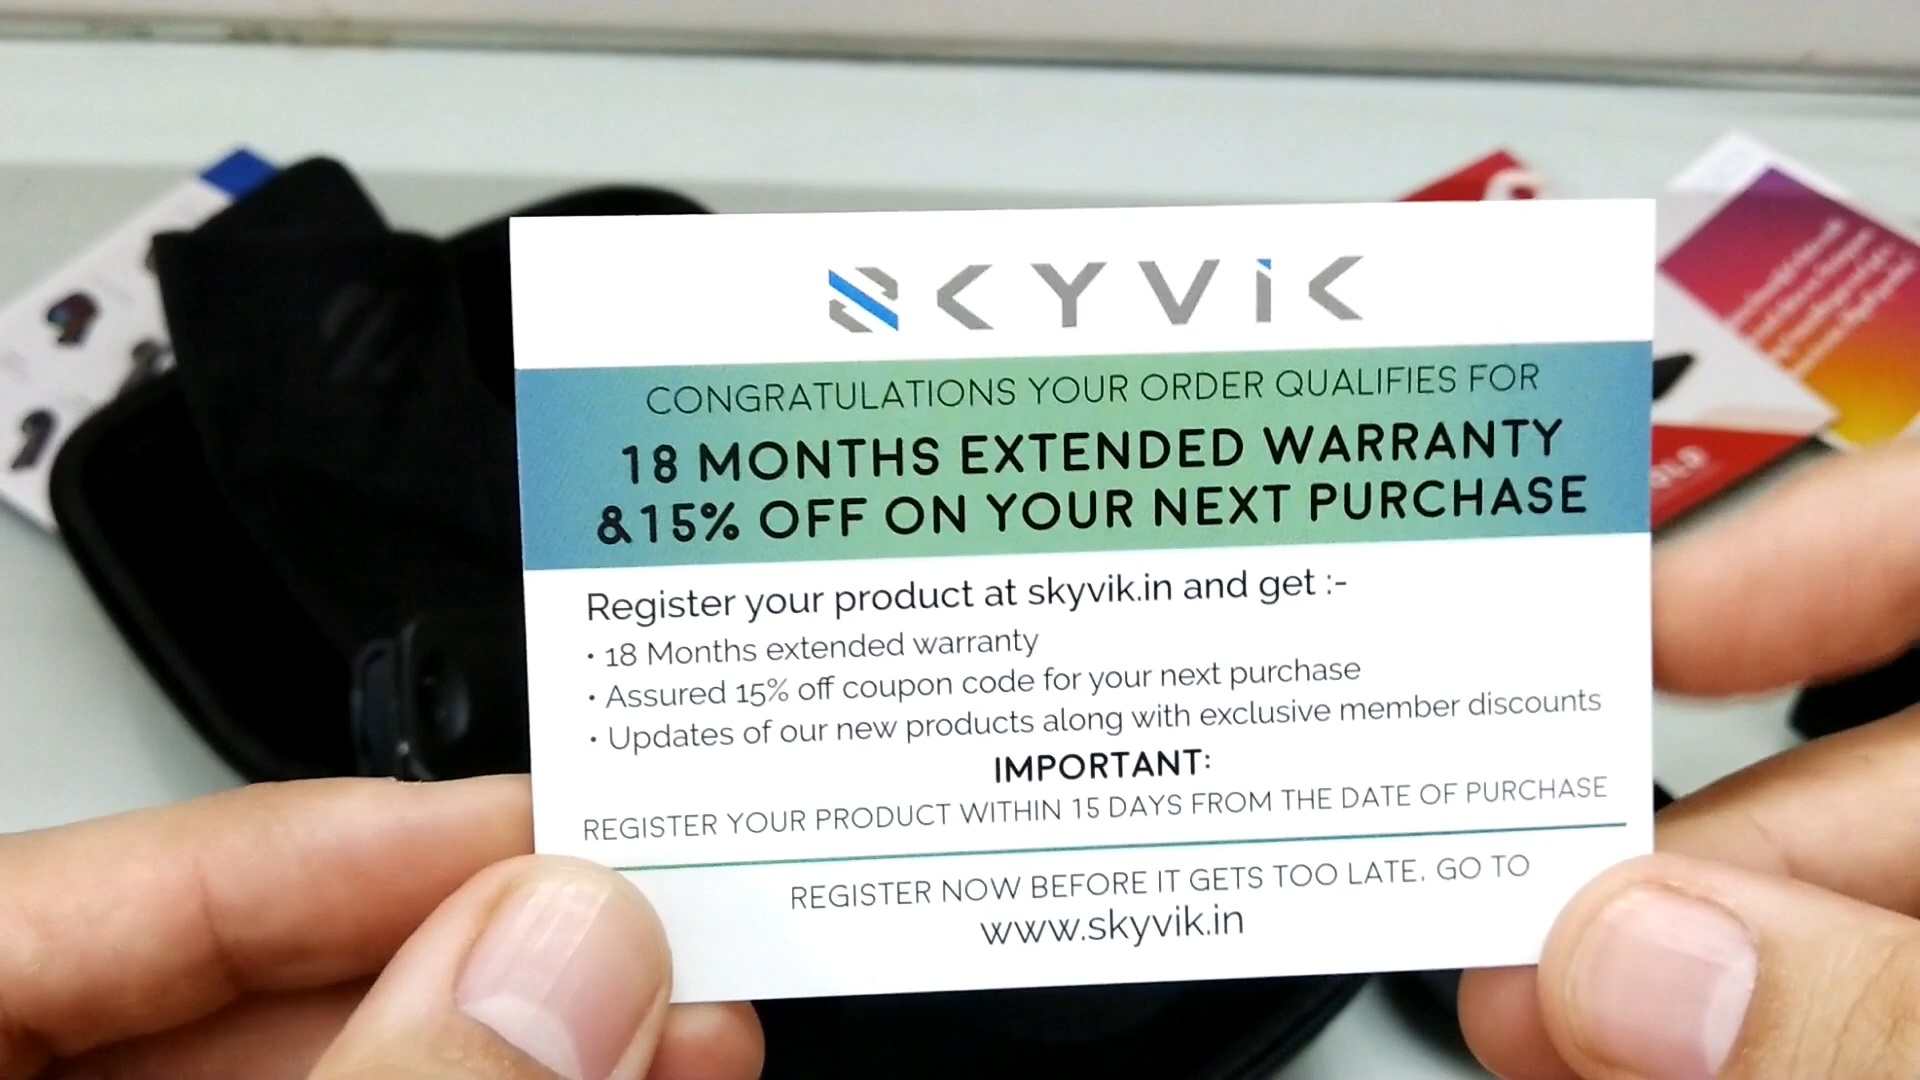 SKYViK
CONGRATULATIONS YOUR ORDER QUALIFIES FOR
18 MONTHS EXTENDED WARRANTY
&15% OFF ON YOUR NEXT PURCHASE
Register your product at skyvik.in and get :-
• 18 Months extended warranty
• Assured 15% off coupon code for your next purchase
• Updates of our new products along with exclusive member discounts
IMPORTANT:
REGISTER YOUR PRODUCT WITHIN 15 DAYS FROM THE DATE OF PURCHASE
REGISTER NOW BEFORE IT GETS TOO LATE. GO TO
www.skyvik.in